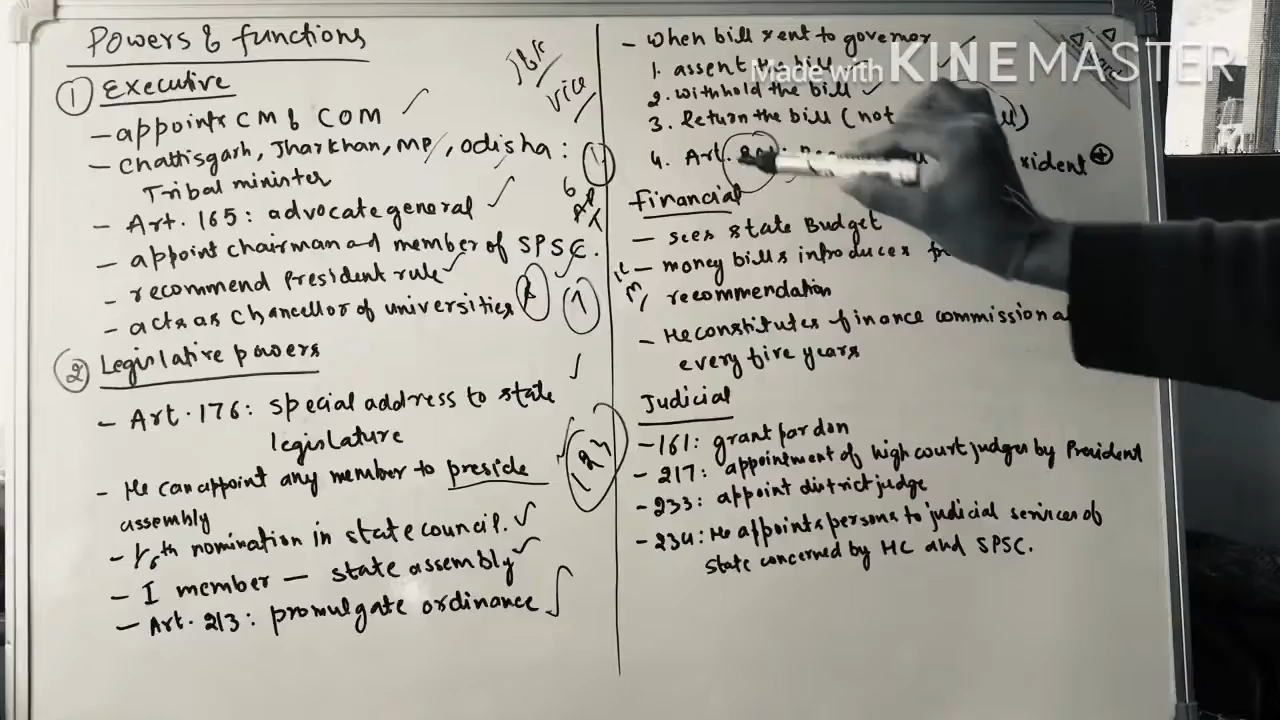 Powers & functions
① Executive
– appoints CM & COM
– Chattisgarh, Jharkhan, MP, Odisha:
Tribal minister
– Art. 165: advocate general
– appoint chairman and member of SPSC.
– recommend President rule
– acts as Chancellor of universities
② Legislative powers
– Art. 176: special address to state
legislature
– He can appoint any member to preside
assembly
– 1/6th nomination in state council.
– I member – state assembly
– Art. 213: promulgate ordinance
– When bill sent to governor
1. assent the bill
2. withhold the bill
3. Return the bill (not
4. Art.
Financial
– Sees state Budget
– money bills introduces
recommendation
– He constitutes finance commission
every five years
Judicial
– 161: grant pardon
– 217: appointement of high court judges by President
– 233: appoint district judge
– 234: He appoints persons to judicial services of
state concerned by HC and SPSC.
Made with KINEMASTER